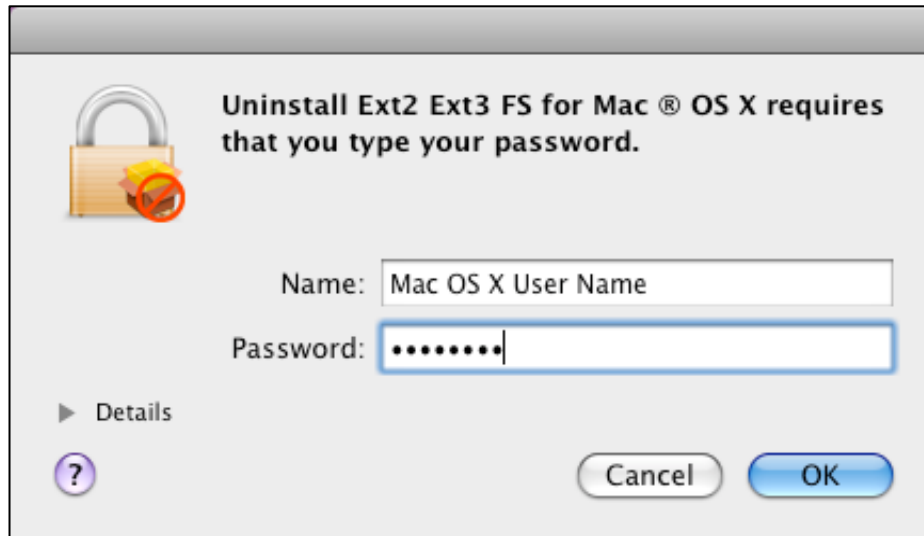 Uninstall Ext2 Ext3 FS for Mac ® OS X requires
that you type your password.
Name: Mac OS X User Name
Password: ••••••••
Details
? Cancel OK